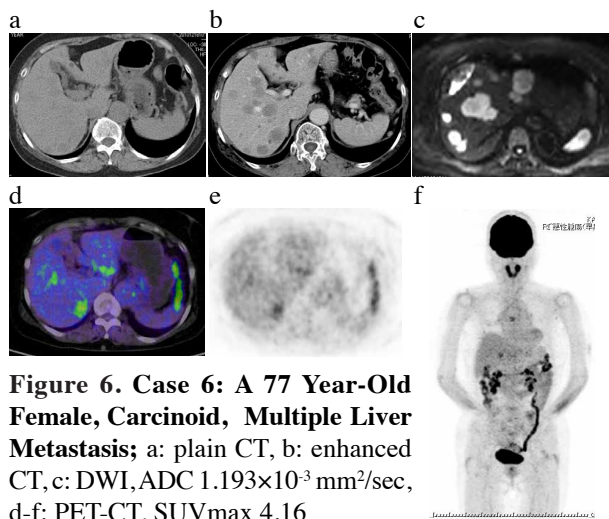 a
b
c
YEAR
d
e
f
Figure 6. Case 6: A 77 Year-Old
Female, Carcinoid, Multiple Liver
Metastasis; a: plain CT, b: enhanced
CT, c: DWI, ADC 1.193×10⁻³ mm²/sec,
d-f: PET-CT, SUVmax 4.16